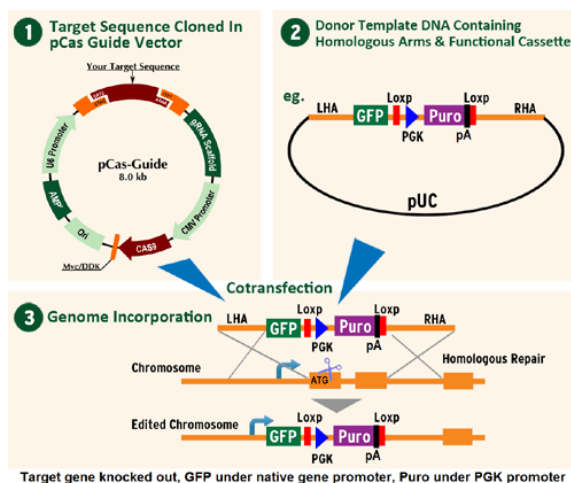 1 Target Sequence Cloned In
pCas Guide Vector
Your Target Sequence
U6 Promoter
gRNA Scaffold
pCas-Guide
8.0 kb
AMPr
CMV Promoter
Ori
CAS9
Myc/DDK
2 Donor Template DNA Containing
Homologous Arms & Functional Cassette
eg.
LHA GFP Loxp Puro Loxp RHA
PGK pA
pUC
Cotransfection
3 Genome Incorporation
LHA GFP Loxp Puro Loxp RHA
PGK pA
Homologous Repair
Chromosome
ATG
Edited Chromosome
GFP Loxp Puro Loxp
PGK pA
Target gene knocked out, GFP under native gene promoter, Puro under PGK promoter